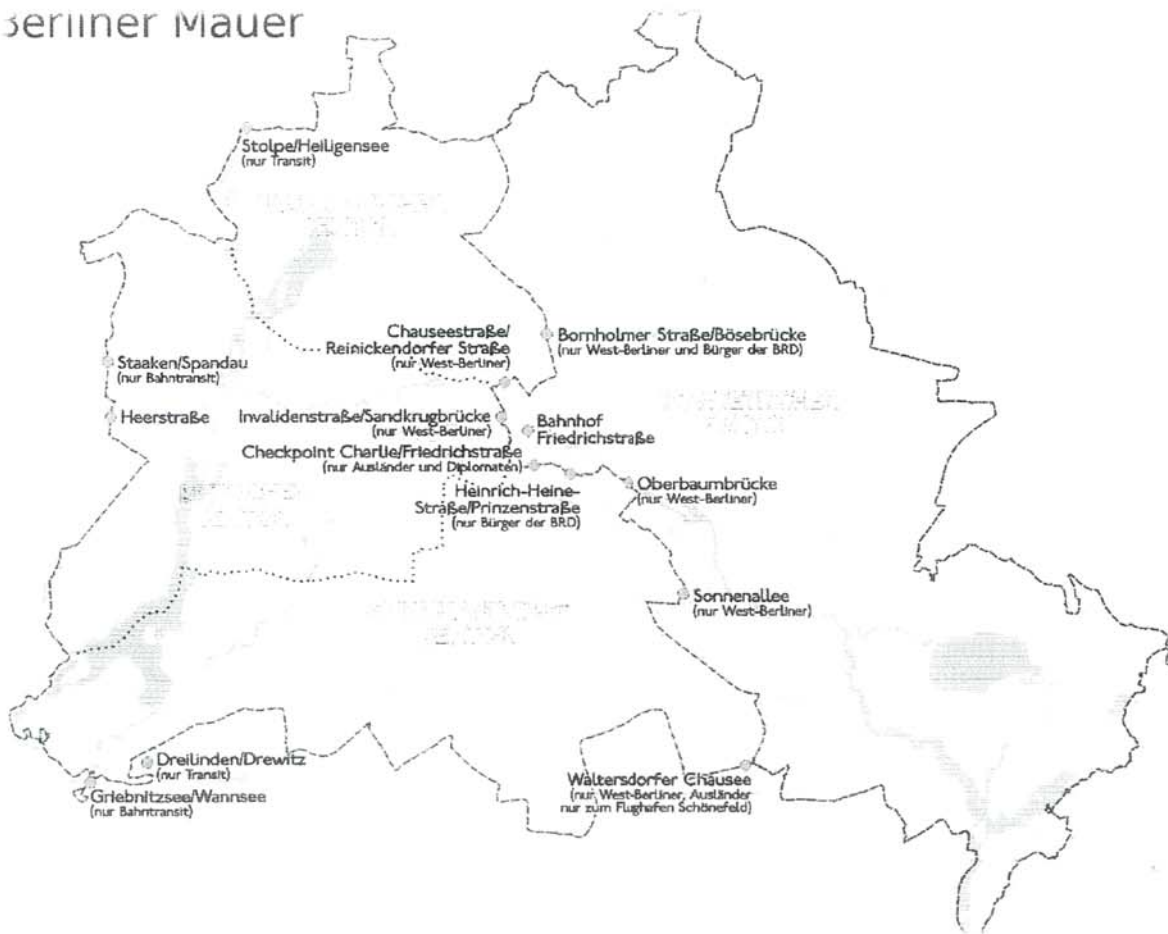 Berliner Mauer
Stolpe/Heiligensee
(nur Transit)
Chauseestraße/
Reinickendorfer Straße
(nur West-Berliner)
Bornholmer Straße/Bösebrücke
(nur West-Berliner und Bürger der BRD)
Staaken/Spandau
(nur Bahntransit)
Heerstraße
Invalidenstraße/Sandkrugbrücke
(nur West-Berliner)
Bahnhof
Friedrichstraße
Checkpoint Charlie/Friedrichstraße
(nur Ausländer und Diplomaten)
Heinrich-Heine-
Straße/Prinzenstraße
(nur Bürger der BRD)
Oberbaumbrücke
(nur West-Berliner)
Sonnenallee
(nur West-Berliner)
Dreilinden/Drewitz
(nur Transit)
Griebnitzsee/Wannsee
(nur Bahntransit)
Waltersdorfer Chausee
(nur West-Berliner, Ausländer
nur zum Flughafen Schönefeld)